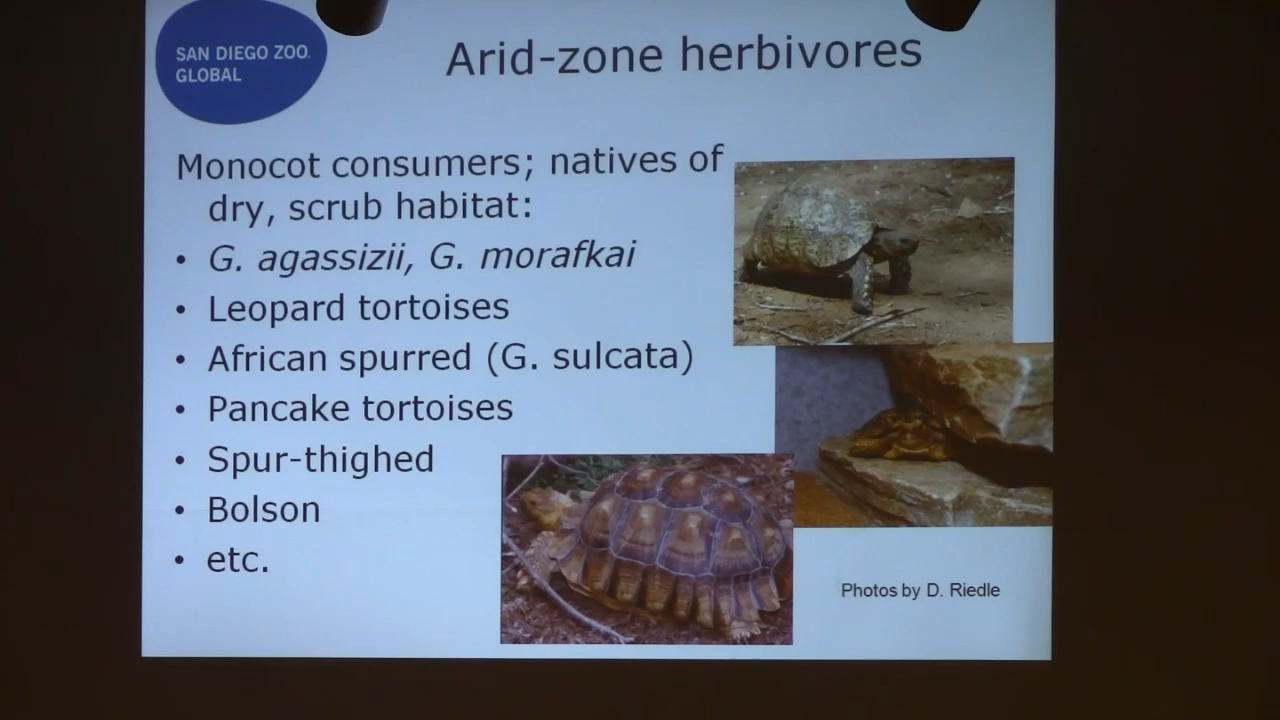 SAN DIEGO ZOO.
GLOBAL
Arid-zone herbivores
Monocot consumers; natives of
dry, scrub habitat:
• G. agassizii, G. morafkai
• Leopard tortoises
• African spurred (G. sulcata)
• Pancake tortoises
• Spur-thighed
• Bolson
• etc.
Photos by D. Riedle